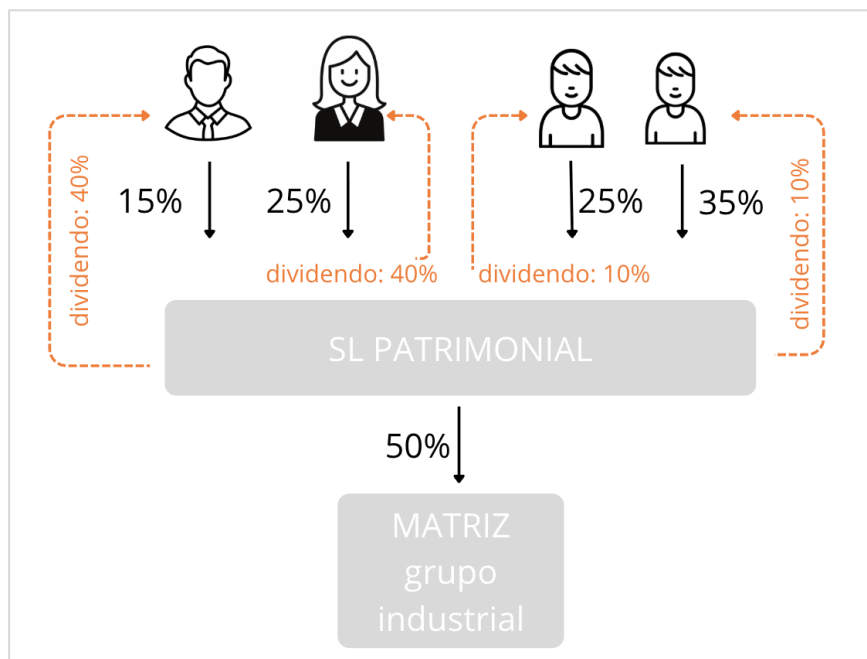 15%
25%
25%
35%
dividendo: 40%
dividendo: 40%
dividendo: 10%
dividendo: 10%
SL PATRIMONIAL
50%
MATRIZ
grupo
industrial